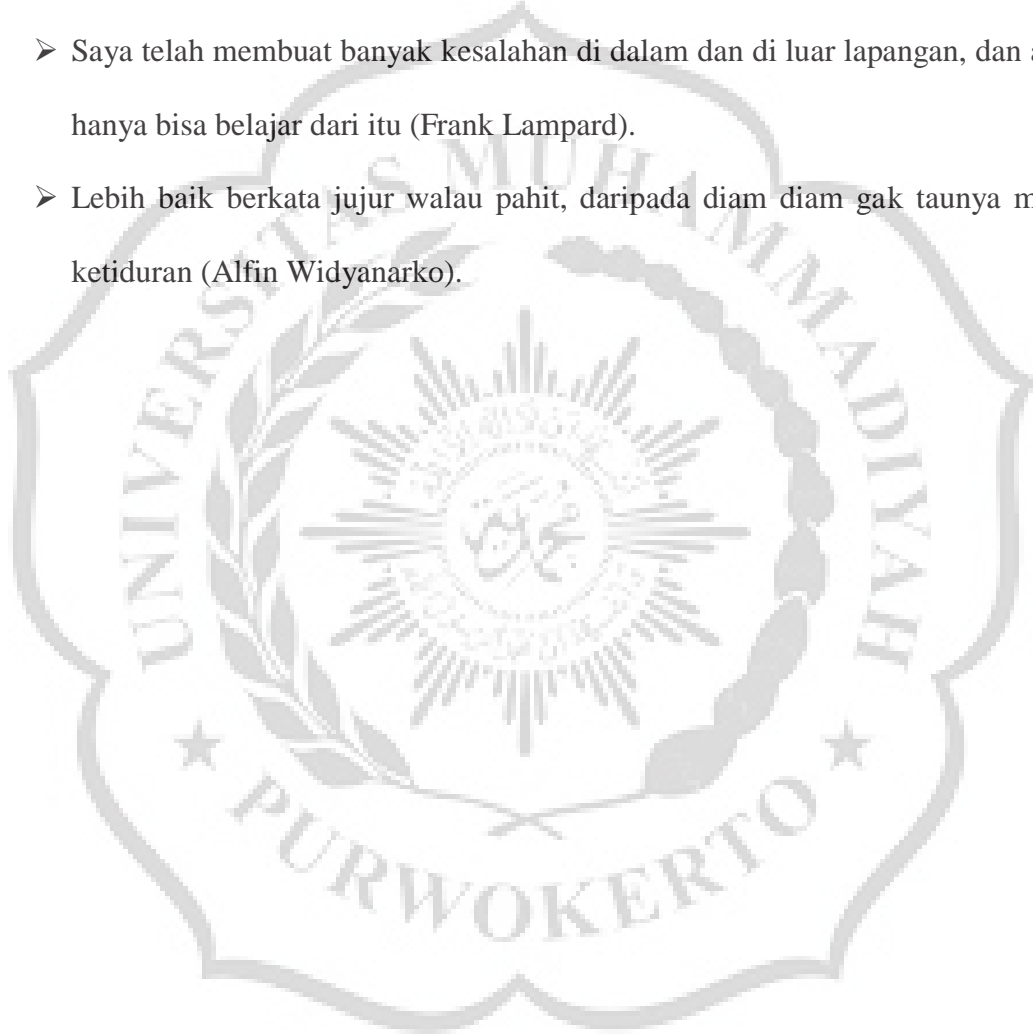 ➢ Saya telah membuat banyak kesalahan di dalam dan di luar lapangan, dan
hanya bisa belajar dari itu (Frank Lampard).
➢ Lebih baik berkata jujur walau pahit, daripada diam diam gak taunya
ketiduran (Alfin Widyanarko).
UNIVERSITAS MUHAMMADIYAH
★ PURWOKERTO ★